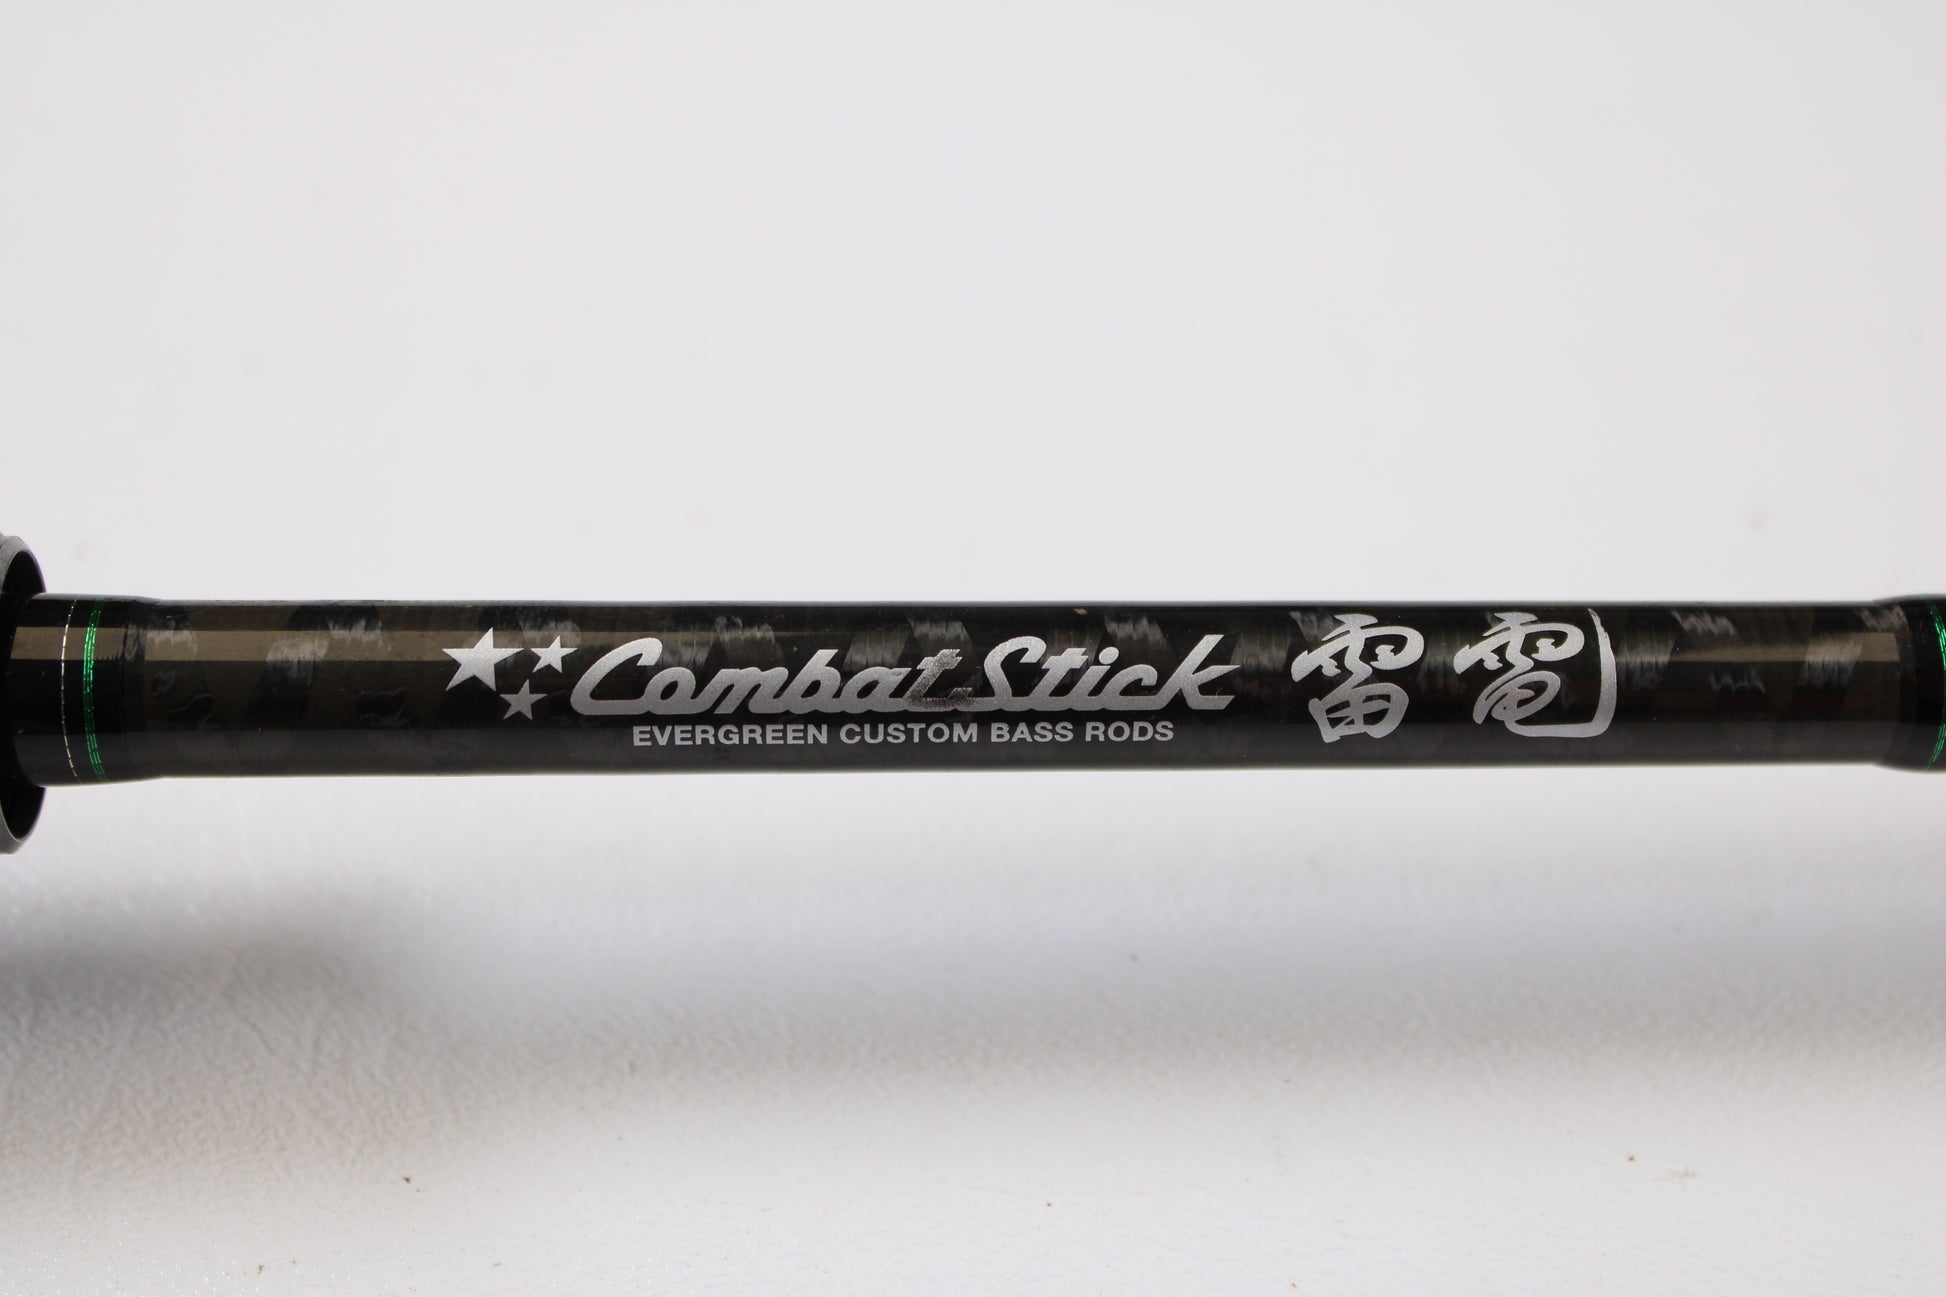 Combat Stick 雷電
EVERGREEN CUSTOM BASS RODS